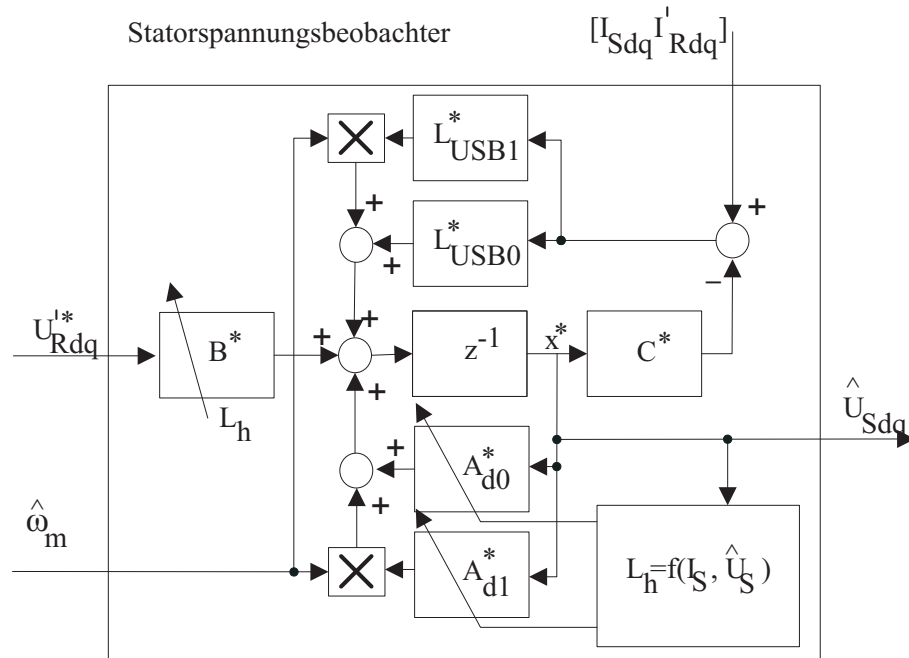 Statorspannungsbeobachter
[I_Sdq I'_Rdq]
L*_USB1
+
+
L*_USB0
+
+
−
U'*_Rdq
B*
L_h
+
+
z⁻¹
x*
C*
+
Û_Sdq
A*_d0
+
+
ω̂_m
A*_d1
L_h=f(I_S, Û_S)